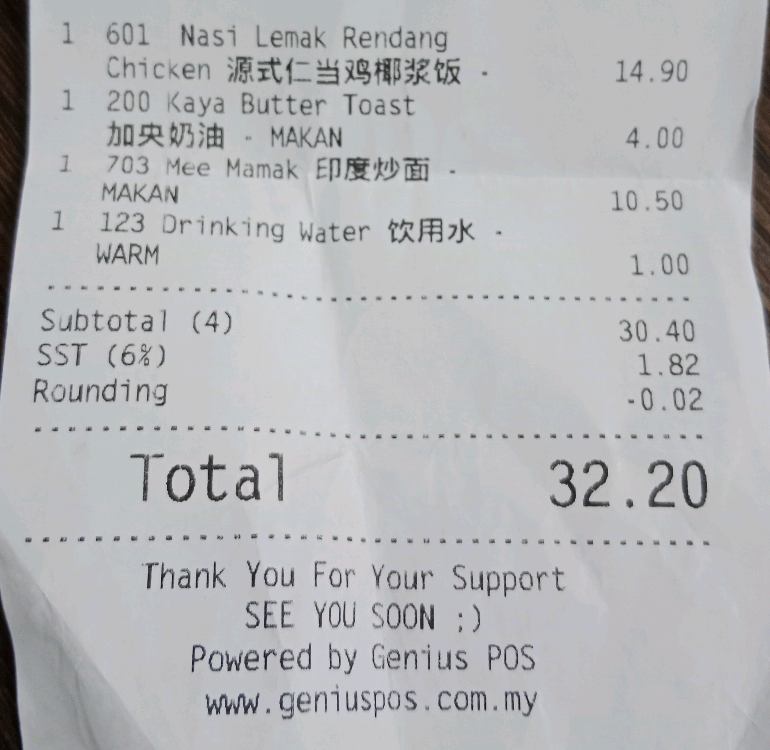 1 601 Nasi Lemak Rendang
Chicken 源式仁当鸡椰浆饭 - 14.90
1 200 Kaya Butter Toast
加央奶油 - MAKAN 4.00
1 703 Mee Mamak 印度炒面 -
MAKAN 10.50
1 123 Drinking Water 饮用水 -
WARM 1.00
Subtotal (4) 30.40
SST (6%) 1.82
Rounding -0.02
Total 32.20
Thank You For Your Support
SEE YOU SOON ;)
Powered by Genius POS
www.geniuspos.com.my